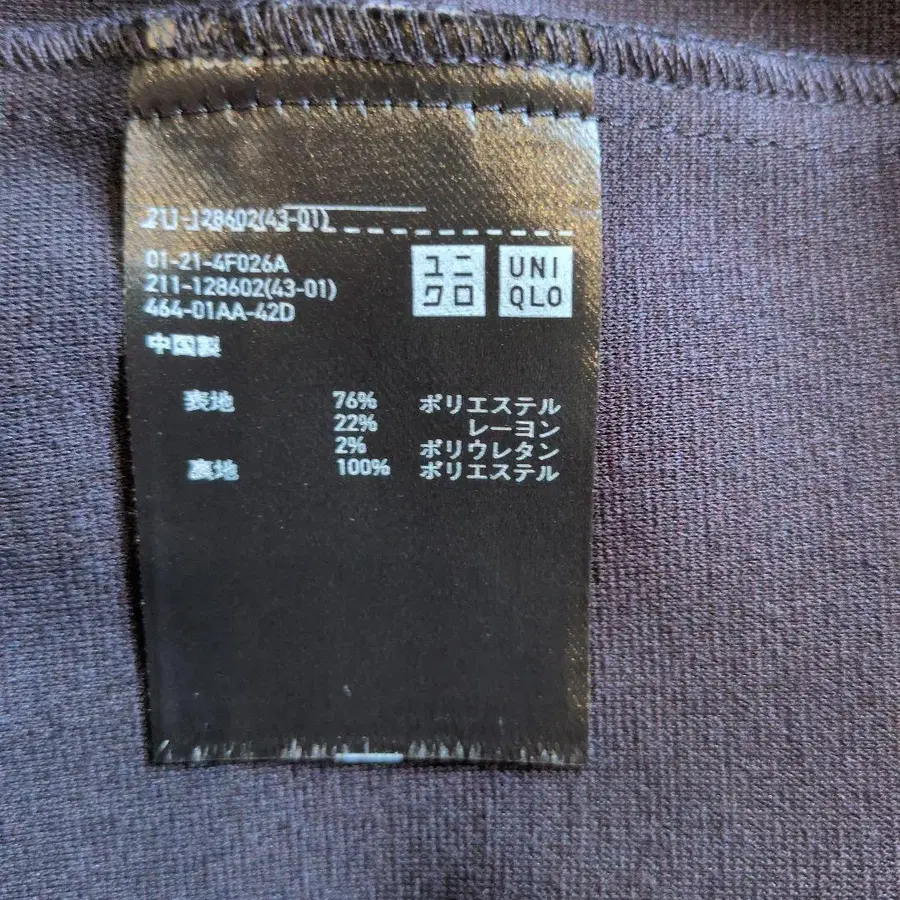 211-128602(43-01)
01-21-4F026A
211-128602(43-01)
464-01AA-42D
ユニクロ
UNIQLO
中国製
表地 76% ポリエステル
22% レーヨン
2% ポリウレタン
裏地 100% ポリエステル